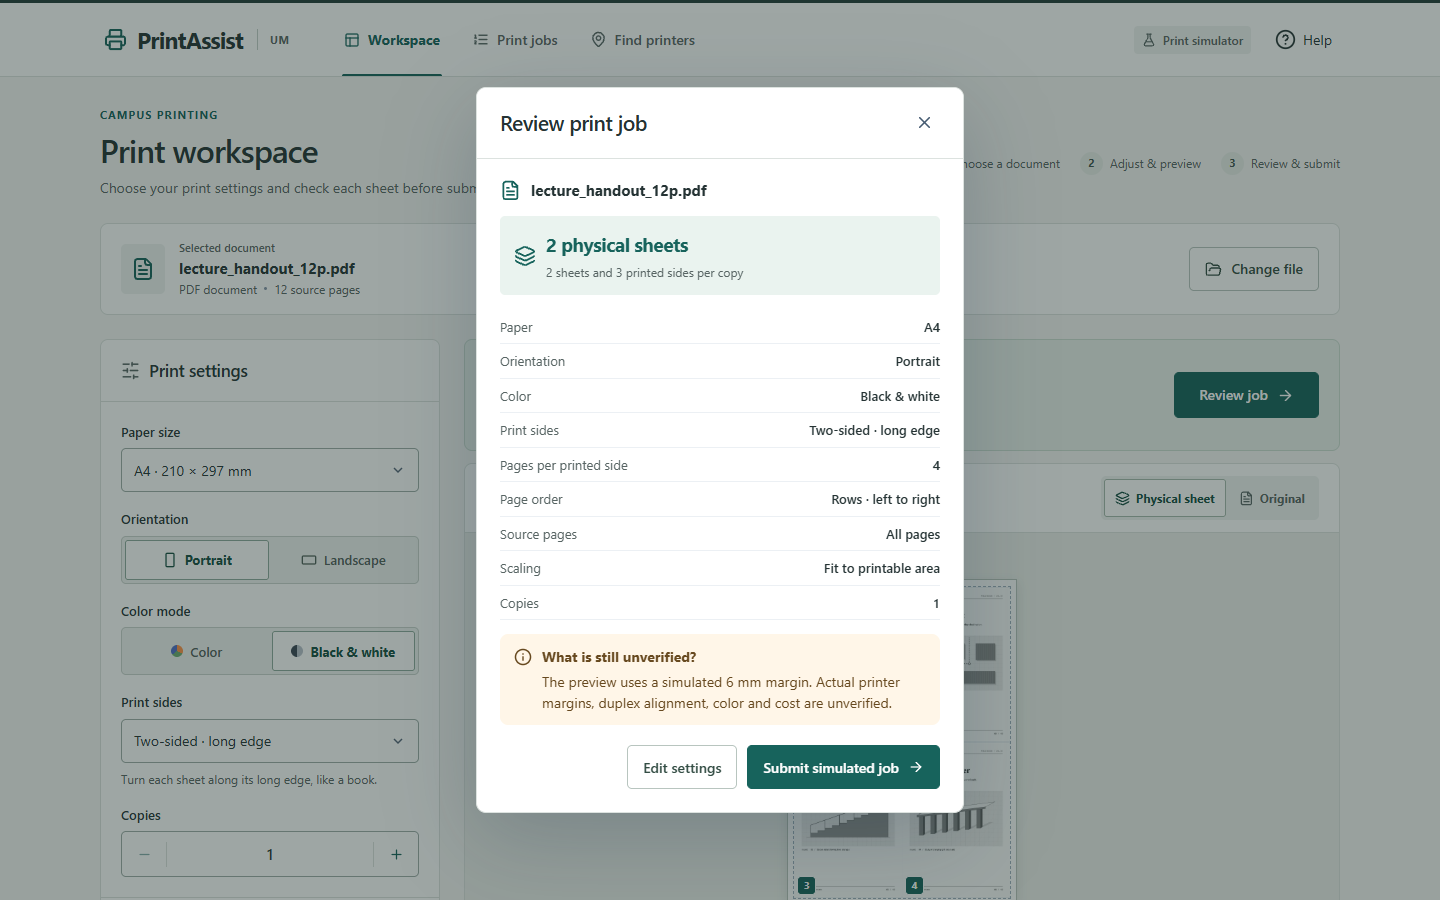 PrintAssist
UM
Workspace
Print jobs
Find printers
Print simulator
Help
CAMPUS PRINTING
Print workspace
Choose your print settings and check each sheet before
a document
2 Adjust & preview
3 Review & submit
Selected document
lecture_handout_12p.pdf
PDF document • 12 source pages
Change file
Print settings
Review job
Paper size
A4 · 210 × 297 mm
Orientation
Portrait
Landscape
Color mode
Color
Black & white
Print sides
Two-sided · long edge
Turn each sheet along its long edge, like a book.
Copies
− 1 +
Physical sheet
Original
3
4
Review print job
lecture_handout_12p.pdf
2 physical sheets
2 sheets and 3 printed sides per copy
Paper A4
Orientation Portrait
Color Black & white
Print sides Two-sided · long edge
Pages per printed side 4
Page order Rows · left to right
Source pages All pages
Scaling Fit to printable area
Copies 1
What is still unverified?
The preview uses a simulated 6 mm margin. Actual printer
margins, duplex alignment, color and cost are unverified.
Edit settings
Submit simulated job